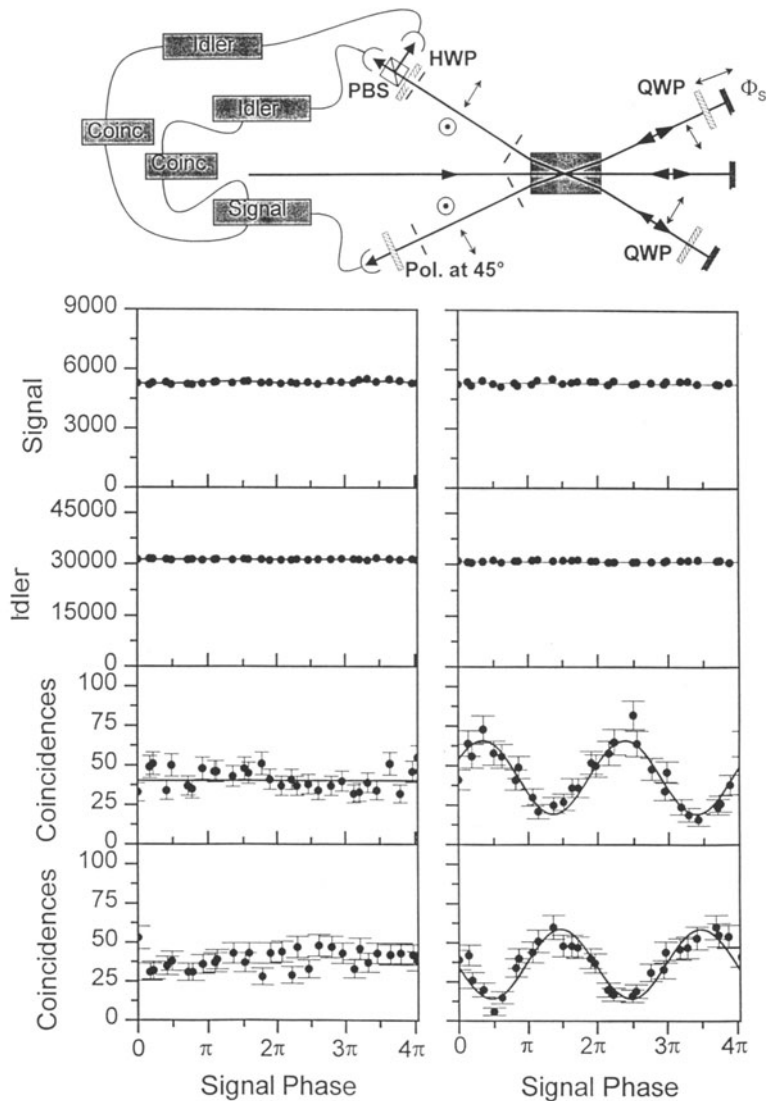 Idler
HWP
PBS
QWP
Φs
Idler
Coinc.
Coinc.
Signal
QWP
Pol. at 45°
9000
6000
3000
0
Signal
45000
30000
15000
0
Idler
100
75
50
25
0
Coincidences
100
75
50
25
0
Coincidences
0 π 2π 3π 4π
0 π 2π 3π 4π
Signal Phase
Signal Phase